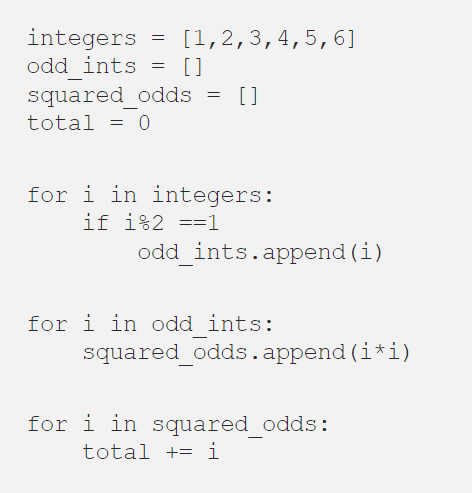 integers = [1,2,3,4,5,6]
odd_ints = []
squared_odds = []
total = 0
for i in integers:
    if i%2 ==1
        odd_ints.append(i)
for i in odd_ints:
    squared_odds.append(i*i)
for i in squared_odds:
    total += i